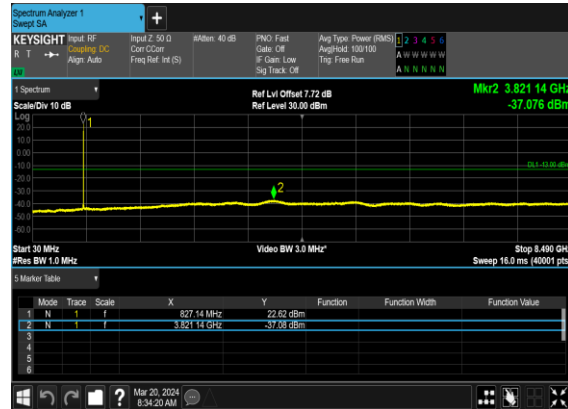 Spectrum Analyzer 1
Swept SA
+
KEYSIGHT Input: RF Input Z: 50 Ω #Atten: 40 dB PNO: Fast Avg Type: Power (RMS) 1 2 3 4 5 6
R T Coupling: DC Corr CCorr Gate: Off Avg|Hold: 100/100 A W W W W W
Align: Auto Freq Ref: Int (S) IF Gain: Low Trig: Free Run
Sig Track: Off A N N N N N
LXI
1 Spectrum Ref Lvl Offset 7.72 dB Mkr2 3.821 14 GHz
Scale/Div 10 dB Ref Level 30.00 dBm -37.076 dBm
Log
1
20.0
10.0
0.00
-10.0
DL1 -13.00 dBm
-20.0
-30.0
2
-40.0
-50.0
-60.0
Start 30 MHz Video BW 3.0 MHz* Stop 8.490 GHz
#Res BW 1.0 MHz Sweep 16.0 ms (40001 pts)
5 Marker Table
Mode Trace Scale X Y Function Function Width Function Value
1 N 1 f 827.14 MHz 22.62 dBm
2 N 1 f 3.821 14 GHz -37.08 dBm
3
4
5
6
? Mar 20, 2024
8:34:20 AM